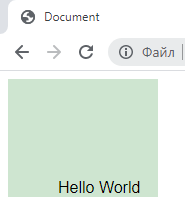 Document
Файл
Hello World